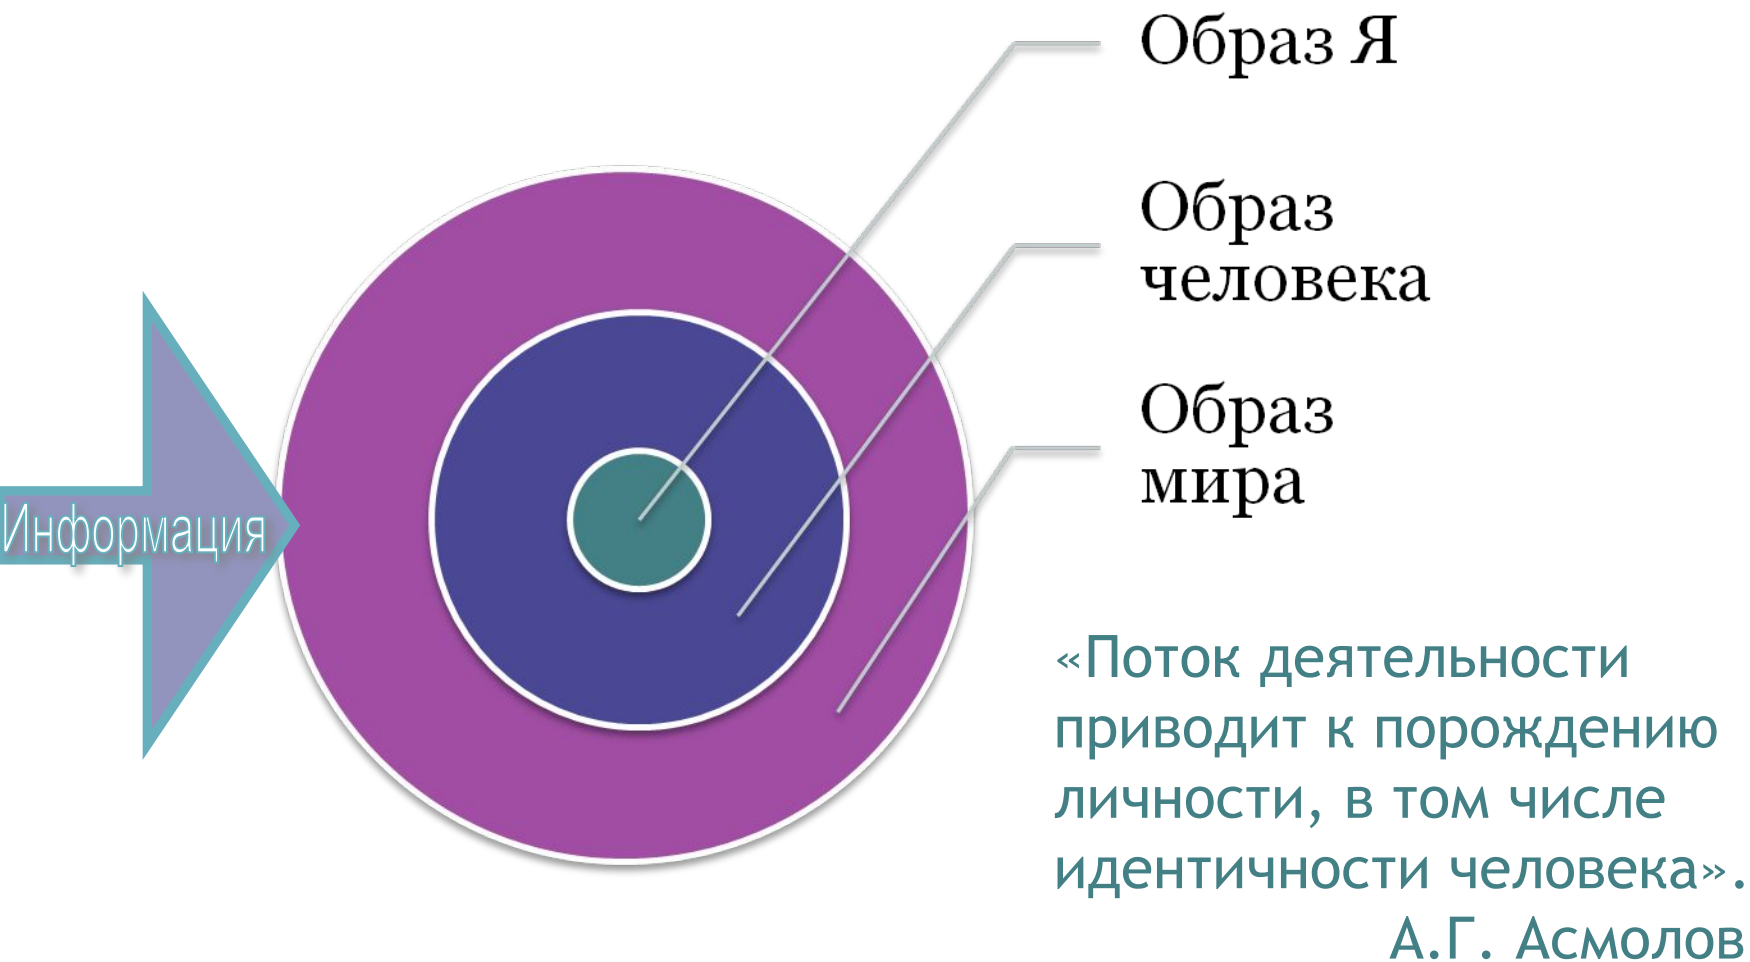 Образ Я
Образ
человека
Образ
мира
Информация
«Поток деятельности
приводит к порождению
личности, в том числе
идентичности человека».
А.Г. Асмолов